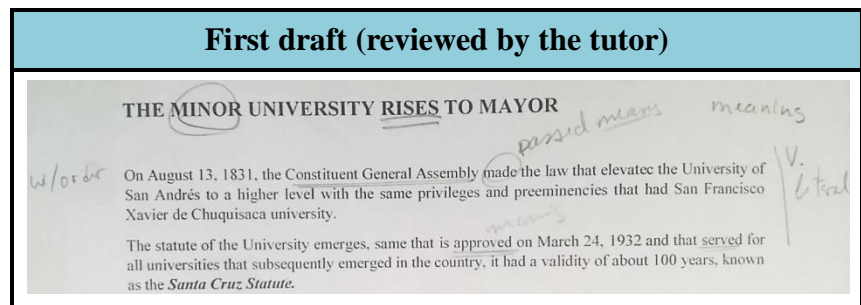 First draft (reviewed by the tutor)
THE MINOR UNIVERSITY RISES TO MAYOR
passed means meaning
w/order
On August 13, 1831, the Constituent General Assembly made the law that elevated the University of
V. Literal
San Andrés to a higher level with the same privileges and preeminencies that had San Francisco
Xavier de Chuquisaca university.
meaning
The statute of the University emerges, same that is approved on March 24, 1932 and that served for
all universities that subsequently emerged in the country, it had a validity of about 100 years, known
as the Santa Cruz Statute.